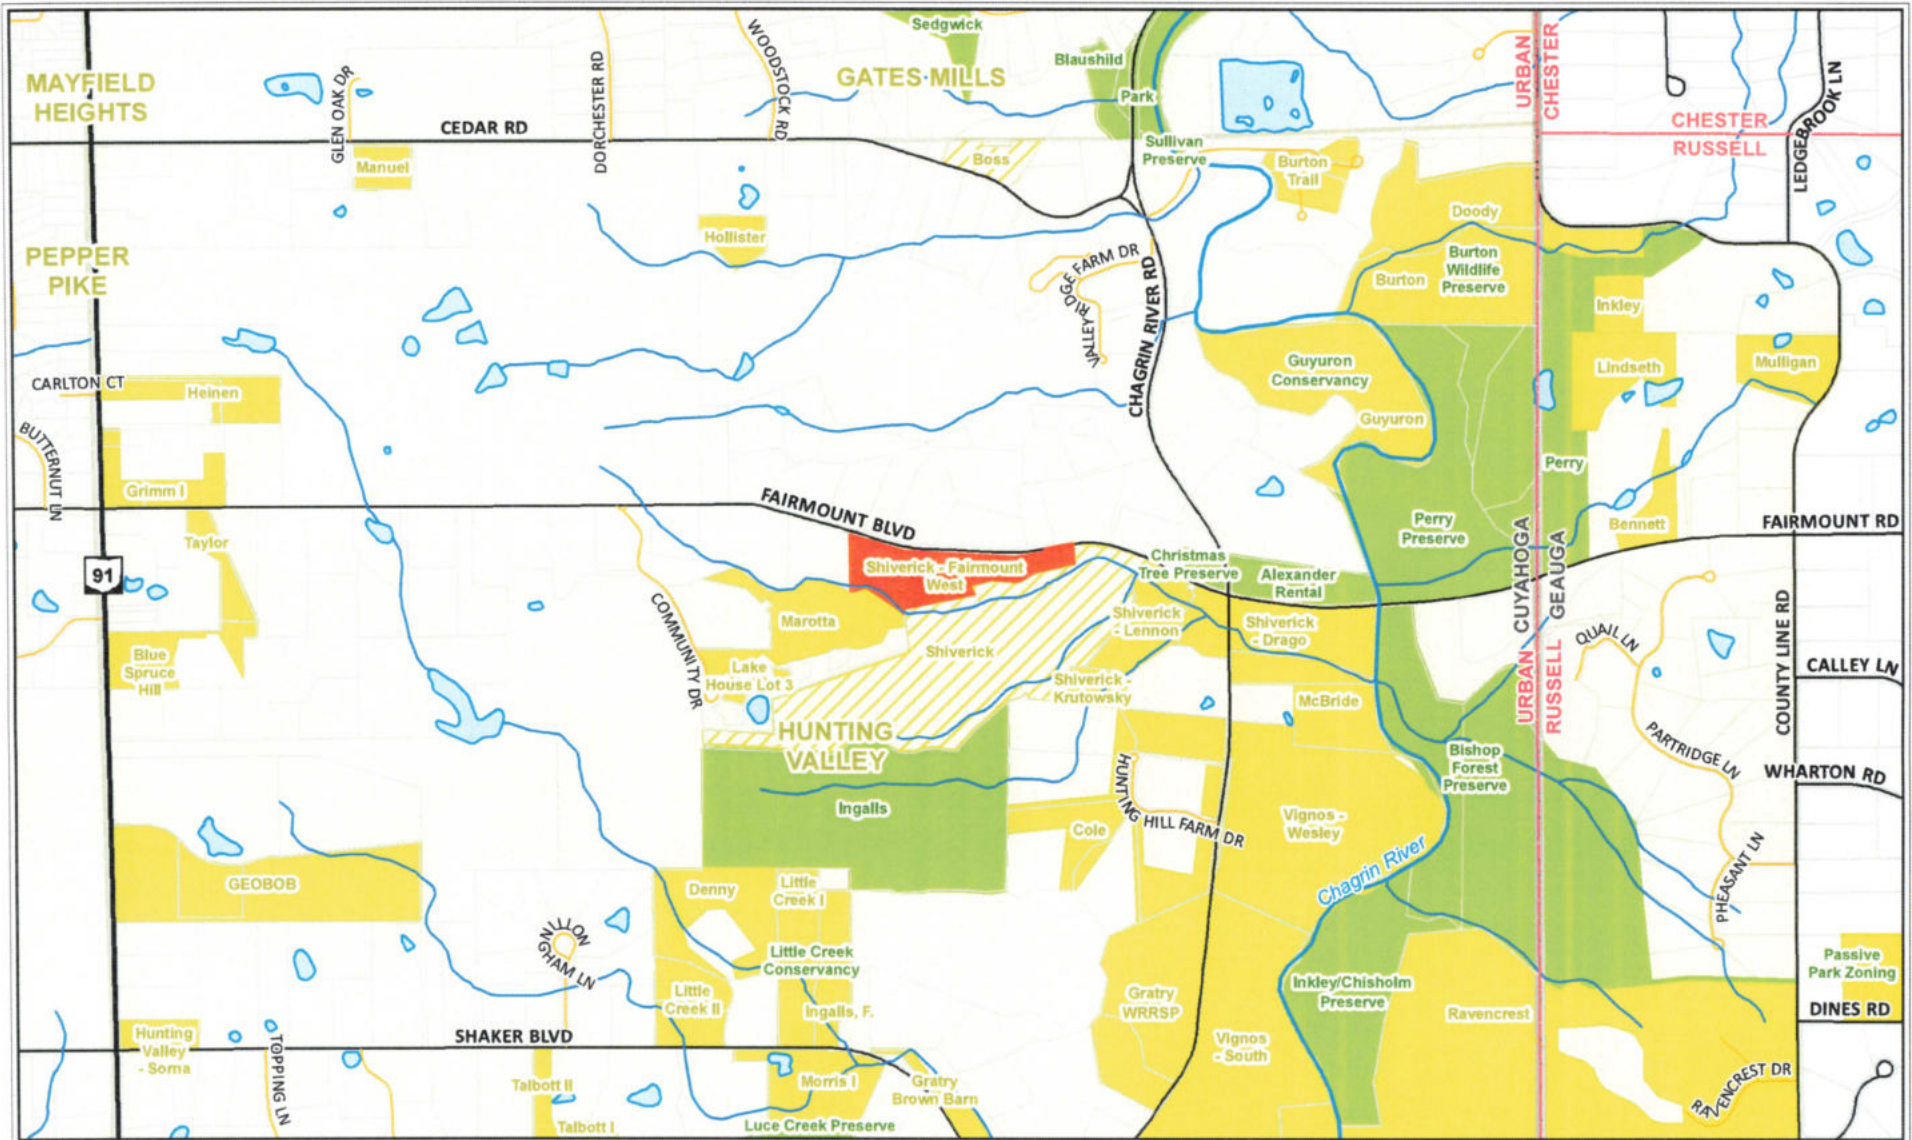 Sedgwick
Blaushild
GATES MILLS
MAYFIELD
HEIGHTS
GLEN OAK DR
DORCHESTER RD
WOODSTOCK RD
Park
URBAN
CHESTER
CHESTER
RUSSELL
LEDGEBROOK LN
CEDAR RD
Manuel
Boss
Sullivan
Preserve
Burton
Trail
Doody
Hollister
PEPPER
PIKE
VALLEY RIDGE FARM DR
CHAGRIN RIVER RD
Burton
Burton
Wildlife
Preserve
Inkley
CARLTON CT
Heinen
Guyuron
Conservancy
Guyuron
Lindseth
Mulligan
BUTTERNUT LN
Grimm I
Perry
Taylor
FAIRMOUNT BLVD
Perry
Preserve
Bennett
FAIRMOUNT RD
91
Shiverick - Fairmount
West
Christmas
Tree Preserve
Alexander
Rental
CUYAHOGA
GEAUGA
COMMUNITY DR
Marotta
Shiverick
- Lennon
Shiverick
- Drago
QUAIL LN
COUNTY LINE RD
Blue
Spruce
Hill
Lake
House Lot 3
Shiverick
Shiverick -
Krutowsky
McBride
URBAN
RUSSELL
CALLEY LN
HUNTING
VALLEY
PARTRIDGE LN
Bishop
Forest
Preserve
WHARTON RD
Ingalls
HUNTING HILL FARM DR
Cole
Vignos -
Wesley
Chagrin River
PHEASANT LN
GEOBOB
Denny
Little
Creek I
NOTTINGHAM LN
Little Creek
Conservancy
Passive
Park Zoning
Little
Creek II
Ingalls, F.
Gratry
WRRSP
Inkley/Chisholm
Preserve
Ravencrest
DINES RD
Hunting
Valley
- Soma
TOPPING LN
SHAKER BLVD
Vignos
- South
Talbott II
Morris I
Gratry
Brown Barn
RAVENCREST DR
Talbott I
Luce Creek Preserve